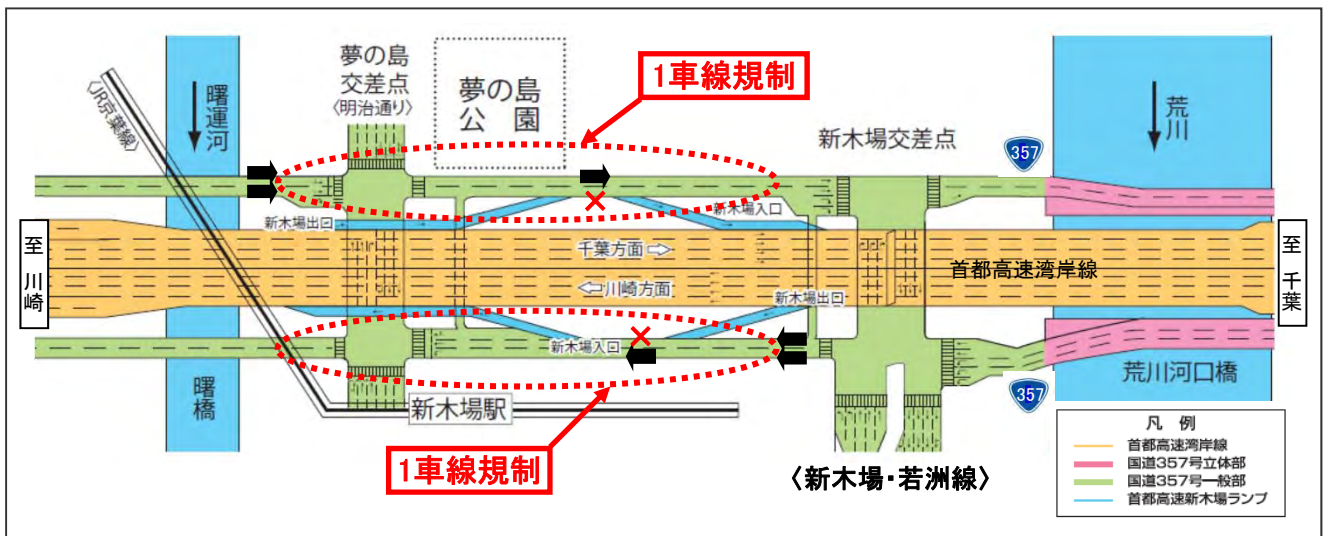 夢の島
交差点
〈明治通り〉
夢の島
公 園
1車線規制
曙運河
〈JR京葉線〉
新木場交差点
357
荒川
新木場出口
新木場入口
至 川崎
千葉方面
川崎方面
首都高速湾岸線
至 千葉
新木場出口
新木場入口
曙橋
新木場駅
1車線規制
357
荒川河口橋
〈新木場・若洲線〉
凡 例
首都高速湾岸線
国道357号立体部
国道357号一般部
首都高速新木場ランプ